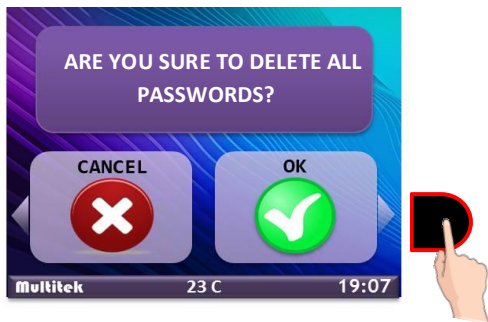 ARE YOU SURE TO DELETE ALL
PASSWORDS?
CANCEL
OK
Multitek
23 C
19:07